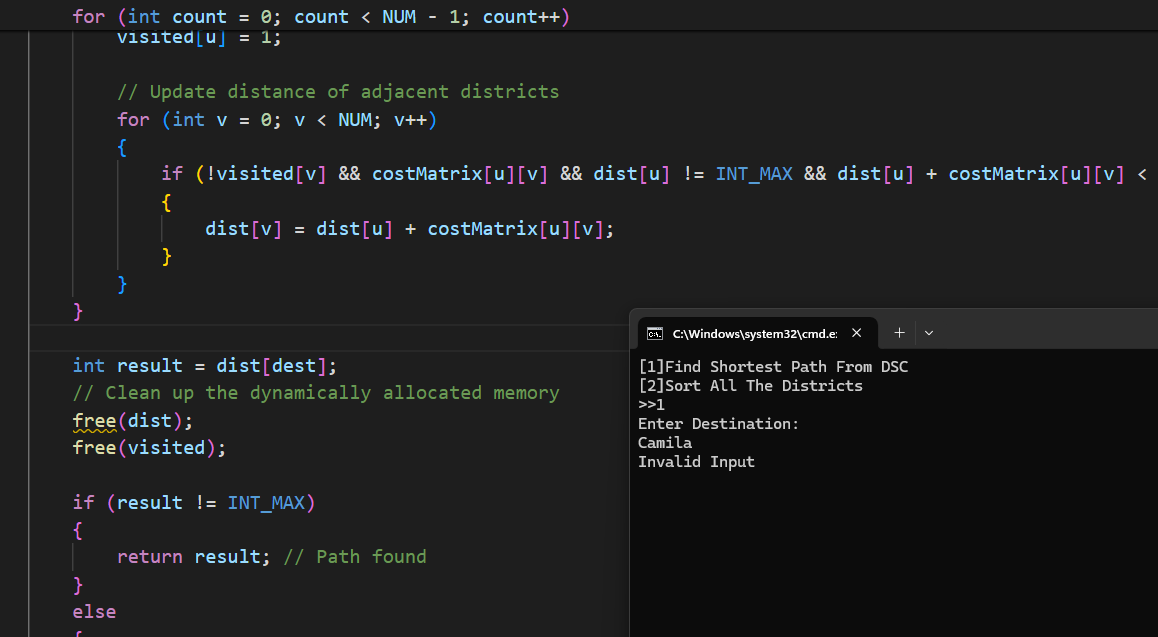 for (int count = 0; count < NUM - 1; count++)
visited[u] = 1;
// Update distance of adjacent districts
for (int v = 0; v < NUM; v++)
{
if (!visited[v] && costMatrix[u][v] && dist[u] != INT_MAX && dist[u] + costMatrix[u][v] <
{
dist[v] = dist[u] + costMatrix[u][v];
}
}
}
int result = dist[dest];
// Clean up the dynamically allocated memory
free(dist);
free(visited);
if (result != INT_MAX)
{
return result; // Path found
}
else
{
C:\Windows\system32\cmd.e:
[1]Find Shortest Path From DSC
[2]Sort All The Districts
>>1
Enter Destination:
Camila
Invalid Input